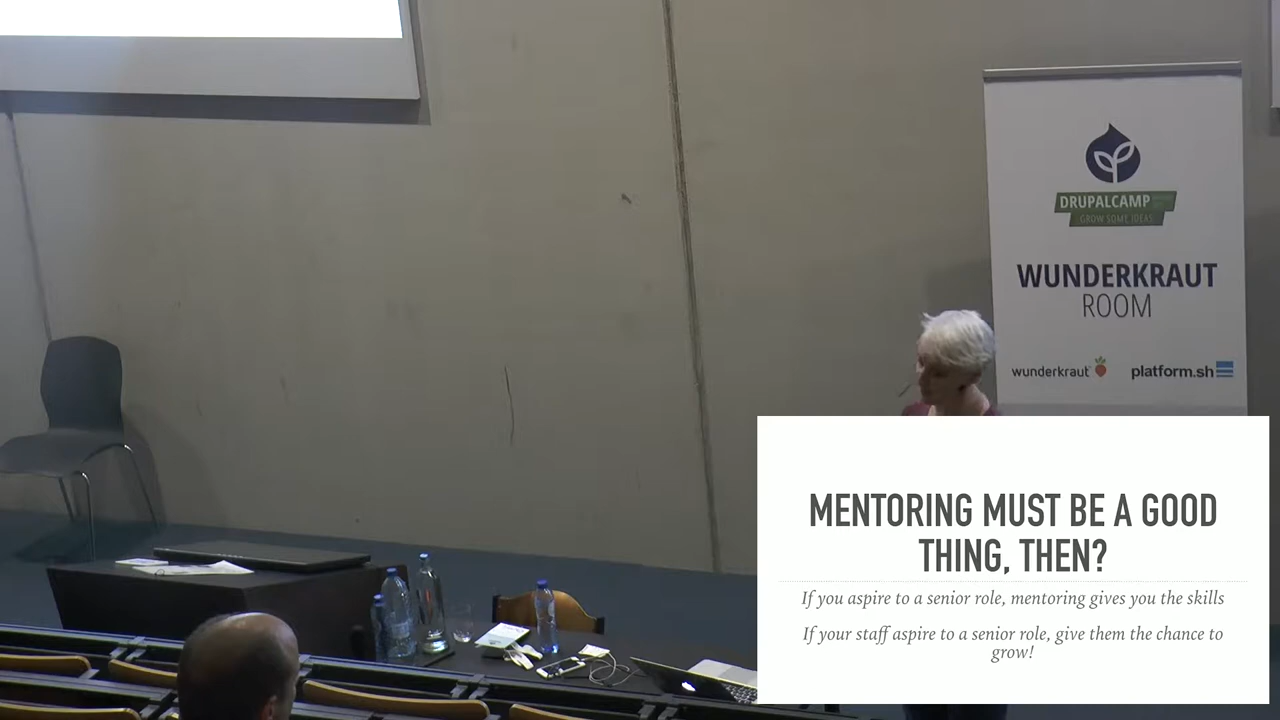 DRUPALCAMP
GROW SOME IDEAS
WUNDERKRAUT
ROOM
wunderkraut
platform.sh
MENTORING MUST BE A GOOD
THING, THEN?
If you aspire to a senior role, mentoring gives you the skills
If your staff aspire to a senior role, give them the chance to
grow!